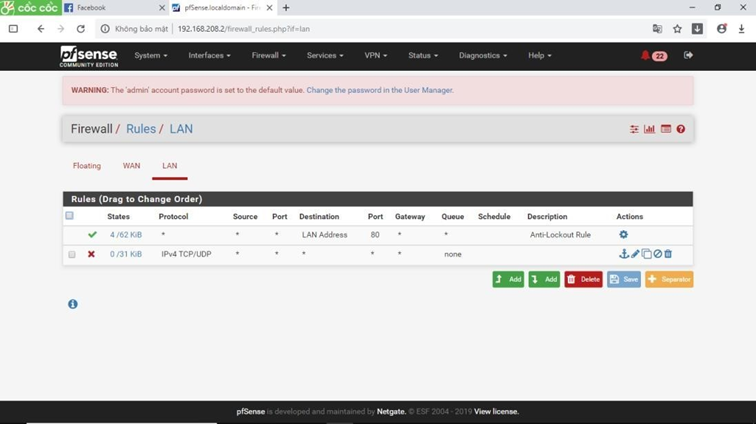 cốc cốc
Facebook
pfSense.localdomain - Fire
Không bảo mật 192.168.208.2/firewall_rules.php?if=lan
pfSense
COMMUNITY EDITION
System Interfaces Firewall Services VPN Status Diagnostics Help 22
WARNING: The 'admin' account password is set to the default value. Change the password in the User Manager.
Firewall / Rules / LAN
Floating WAN LAN
Rules (Drag to Change Order)
States Protocol Source Port Destination Port Gateway Queue Schedule Description Actions
4 /62 KiB * * * LAN Address 80 * * Anti-Lockout Rule
0 /31 KiB IPv4 TCP/UDP * * * * * none
Add Add Delete Save Separator
pfSense is developed and maintained by Netgate. © ESF 2004 - 2019 View license.